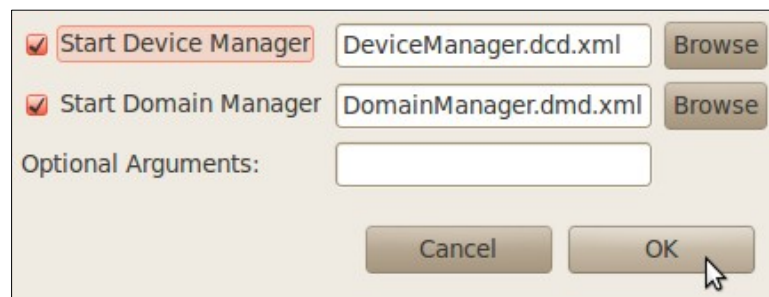 Start Device Manager DeviceManager.dcd.xml Browse
Start Domain Manager DomainManager.dmd.xml Browse
Optional Arguments:
Cancel OK